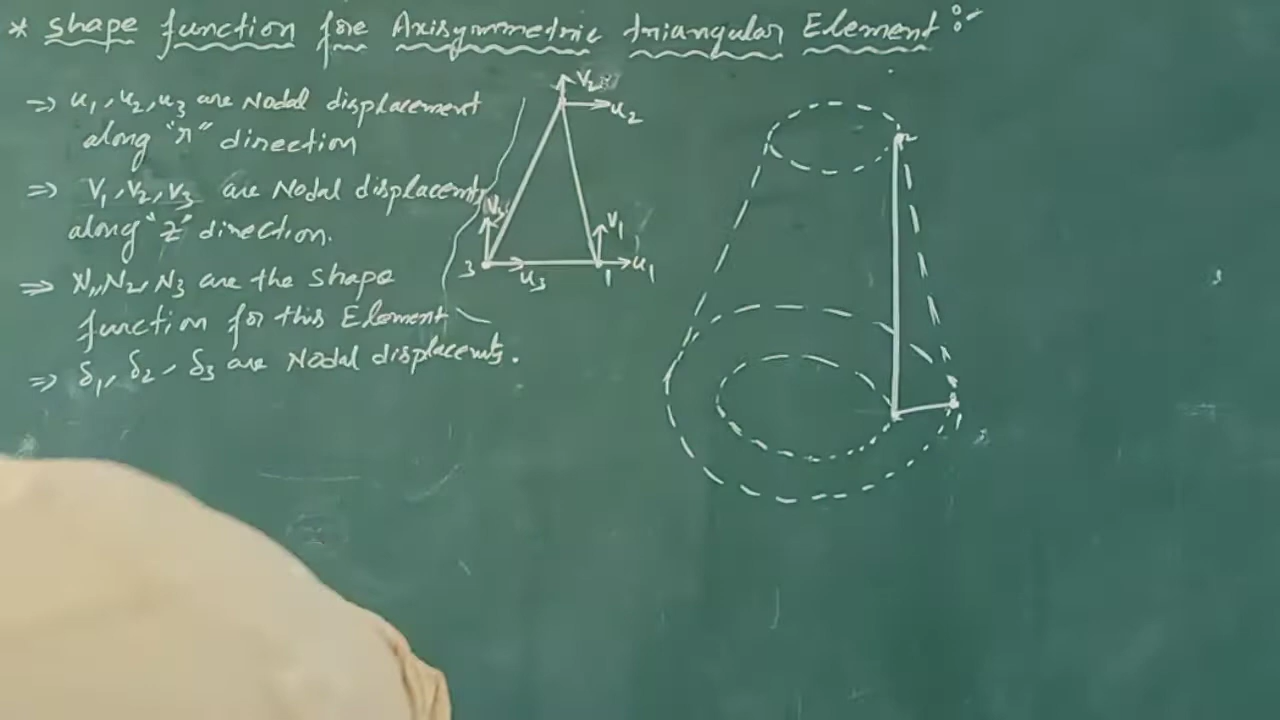 * Shape function for Axisymmetric triangular Element :-
⇒ u₁, u₂, u₃ are Nodal displacement
along "r" direction
⇒ V₁, V₂, V₃ are Nodal displacements
along "z" direction.
⇒ N₁, N₂, N₃ are the shape
function for this Element
⇒ δ₁, δ₂, δ₃ are Nodal displacements.
V₂
u₂
V₃
V₁
3
u₃
1
u₁
2